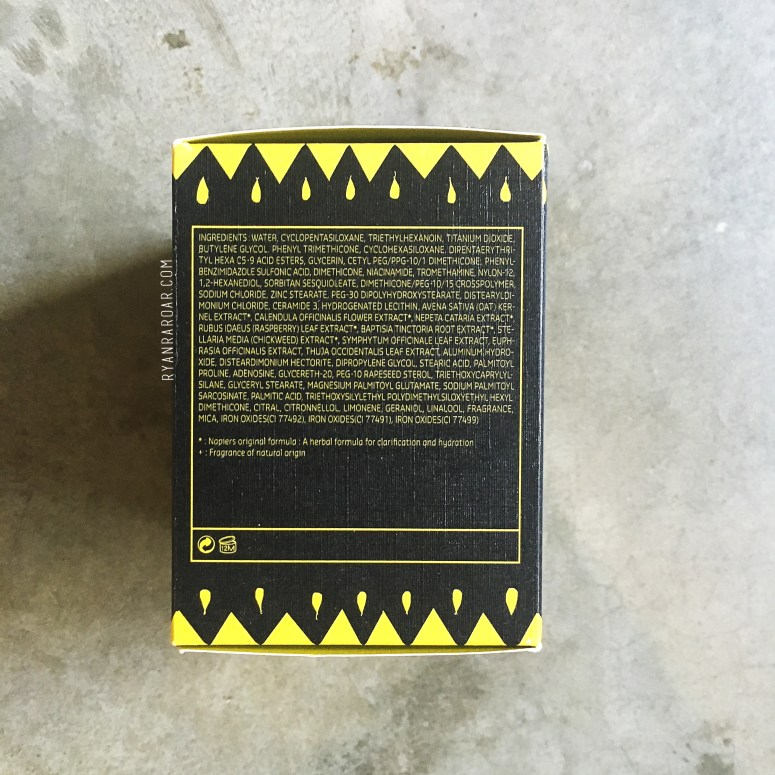 INGREDIENTS: WATER, CYCLOPENTASILOXANE, TRIETHYLHEXANOIN, TITANIUM DIOXIDE,
BUTYLENE GLYCOL, PHENYL TRIMETHICONE, CYCLOHEXASILOXANE, DIPENTAERYTHRI-
TYL HEXA C5-9 ACID ESTERS, GLYCERIN, CETYL PEG/PPG-10/1 DIMETHICONE, PHENYL-
BENZIMIDAZOLE SULFONIC ACID, DIMETHICONE, NIACINAMIDE, TROMETHAMINE, NYLON-12,
1,2-HEXANEDIOL, SORBITAN SESQUIOLEATE, DIMETHICONE/PEG-10/15 CROSSPOLYMER,
SODIUM CHLORIDE, ZINC STEARATE, PEG-30 DIPOLYHYDROXYSTEARATE, DISTEARYLDI-
MONIUM CHLORIDE, CERAMIDE 3, HYDROGENATED LECITHIN, AVENA SATIVA (OAT) KER-
NEL EXTRACT*, CALENDULA OFFICINALIS FLOWER EXTRACT*, NEPETA CATARIA EXTRACT*,
RUBUS IDAEUS (RASPBERRY) LEAF EXTRACT*, BAPTISIA TINCTORIA ROOT EXTRACT*, STE-
LLARIA MEDIA (CHICKWEED) EXTRACT*, SYMPHYTUM OFFICINALE LEAF EXTRACT, EUPH-
RASIA OFFICINALIS EXTRACT, THUJA OCCIDENTALIS LEAF EXTRACT, ALUMINUM HYDRO-
XIDE, DISTEARDIMONIUM HECTORITE, DIPROPYLENE GLYCOL, STEARIC ACID, PALMITOYL
PROLINE, ADENOSINE, GLYCERETH-20, PEG-10 RAPESEED STEROL, TRIETHOXYCAPRYLYL-
SILANE, GLYCERYL STEARATE, MAGNESIUM PALMITOYL GLUTAMATE, SODIUM PALMITOYL
SARCOSINATE, PALMITIC ACID, TRIETHOXYSILYLETHYL POLYDIMETHYLSILOXYETHYL HEXYL
DIMETHICONE, CITRAL, CITRONNELLOL, LIMONENE, GERANIOL, LINALOOL, FRAGRANCE,
MICA, IRON OXIDES(CI 77492), IRON OXIDES(CI 77491), IRON OXIDES(CI 77499)
* : Napiers original formula : A herbal formula for clarification and hydration
+ : Fragrance of natural origin
12M
RYANRAROAR.COM